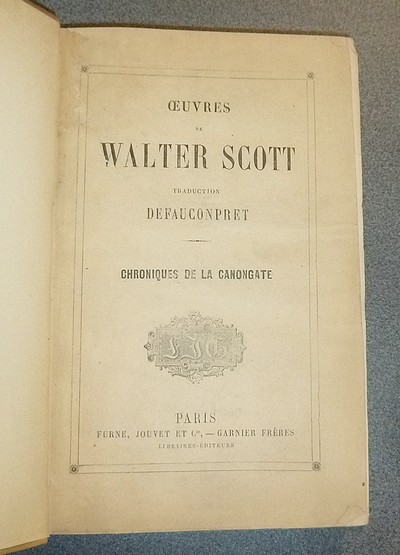 ŒUVRES
DE
WALTER SCOTT
TRADUCTION
DEFAUCONPRET
CHRONIQUES DE LA CANONGATE
PARIS
FURNE, JOUVET ET Cie, — GARNIER FRÈRES
LIBRAIRES-ÉDITEURS